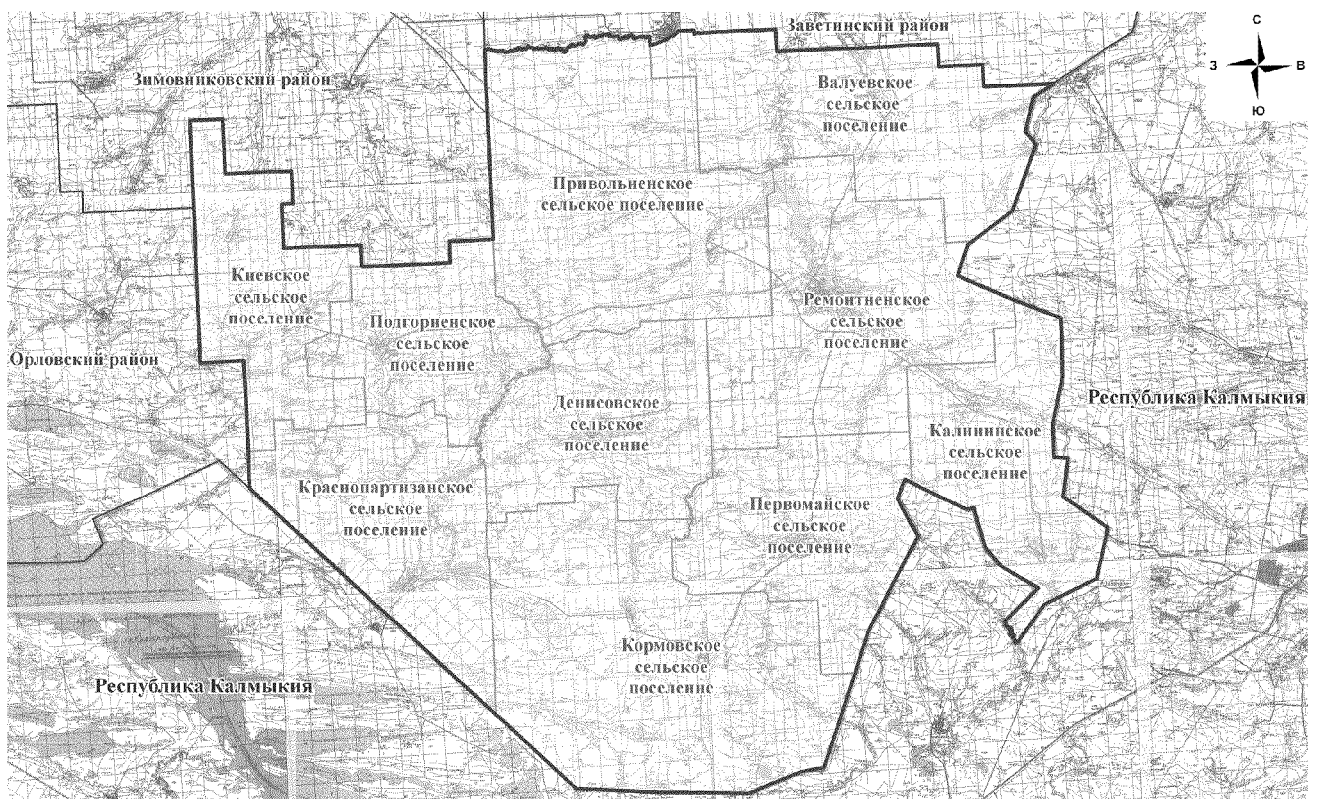 Заветинский район
С
З
В
Ю
Зимовниковский район
Валуевское
сельское
поселение
Привольненское
сельское поселение
Киевское
сельское
поселение
Ремонтненское
сельское
поселение
Подгорненское
сельское
поселение
Орловский район
Республика Калмыкия
Денисовское
сельское
поселение
Калининское
сельское
поселение
Краснопартизанское
сельское
поселение
Первомайское
сельское
поселение
Кормовское
сельское
поселение
Республика Калмыкия